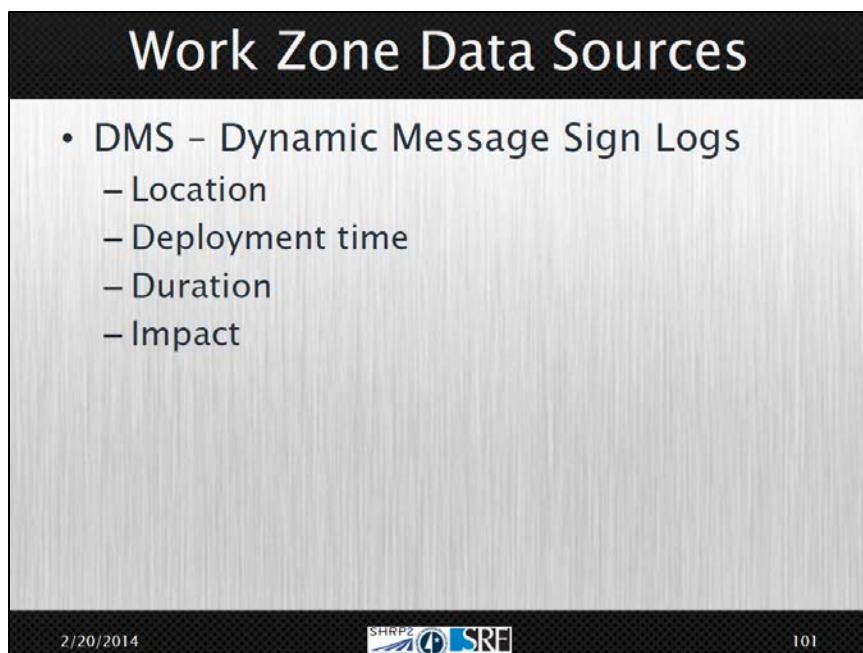 Work Zone Data Sources
• DMS – Dynamic Message Sign Logs
– Location
– Deployment time
– Duration
– Impact
2/20/2014
SHRP2
SRF
101